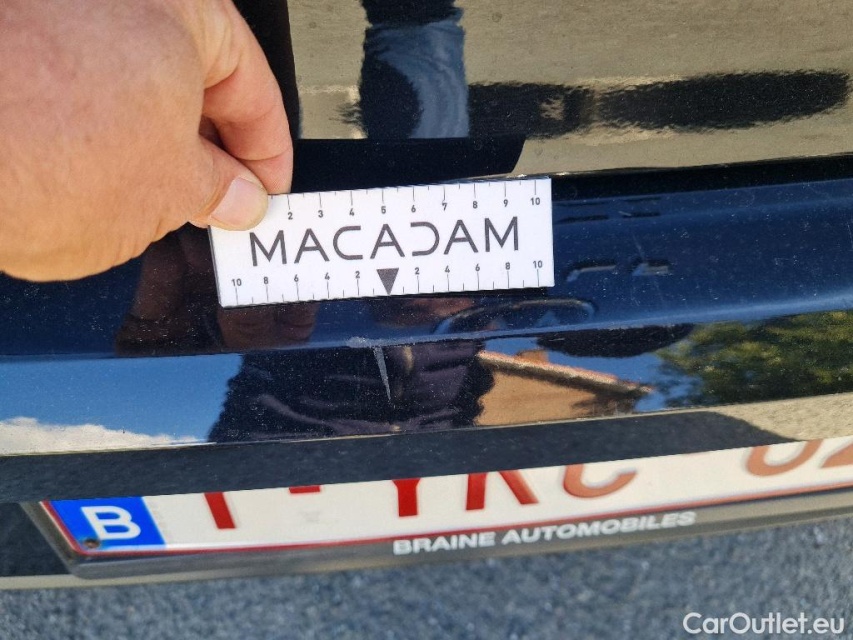 2 3 4 5 6 7 8 9 10
MACADAM
10 8 6 4 2 2 4 6 8 10
B
BRAINE AUTOMOBILES
CarOutlet.eu